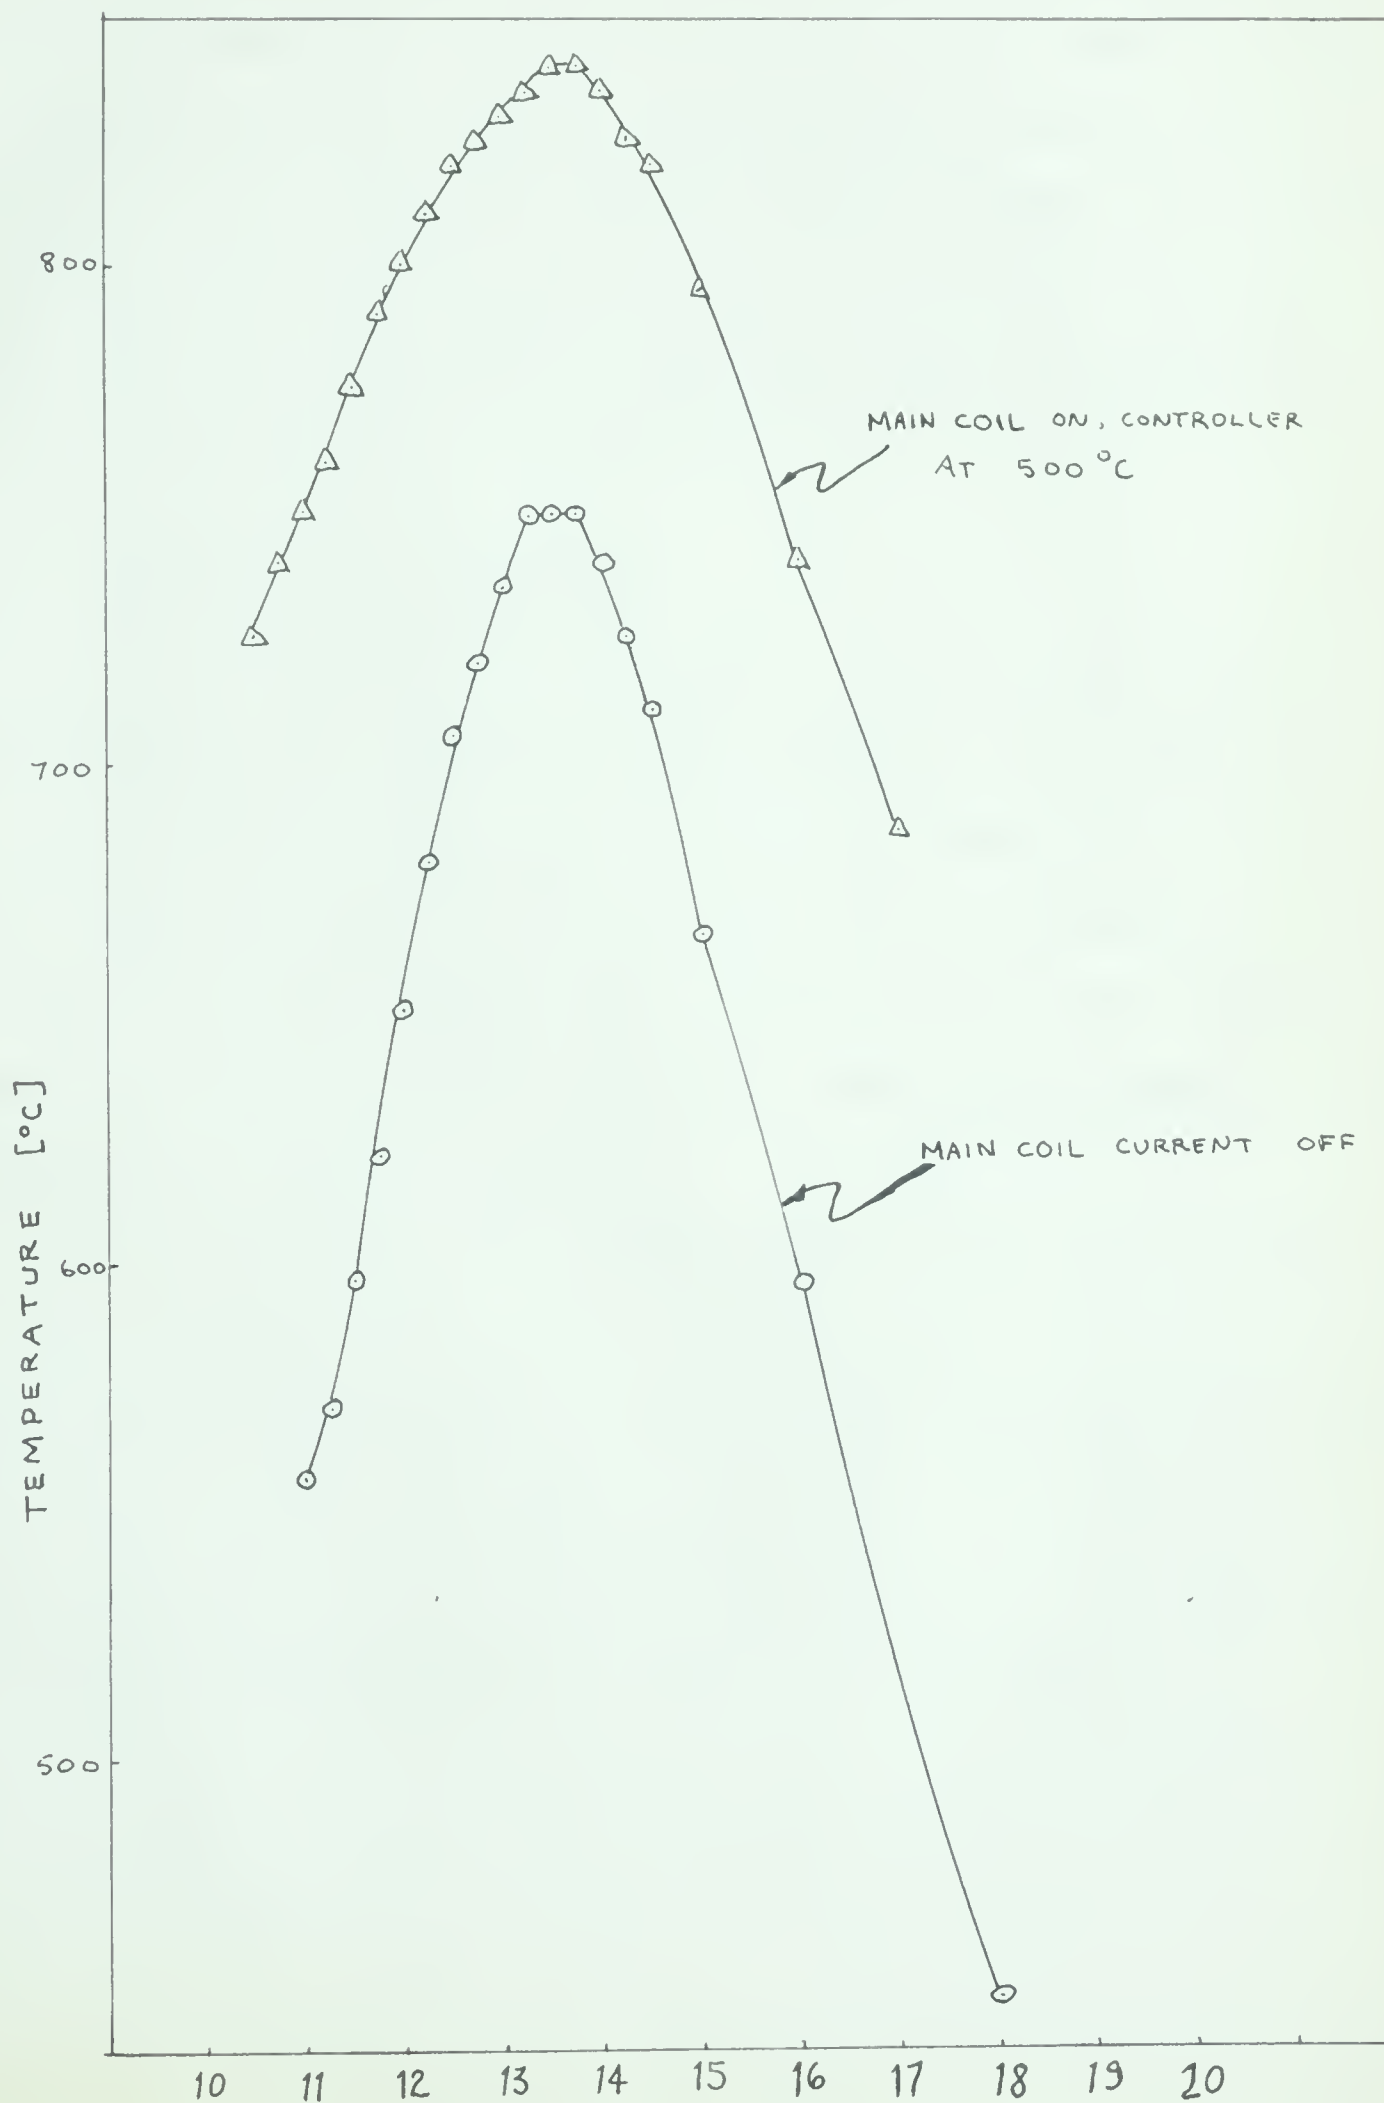 800
MAIN COIL ON, CONTROLLER
AT 500 °C
700
MAIN COIL CURRENT OFF
TEMPERATURE [°C]
600
500
10 11 12 13 14 15 16 17 18 19 20